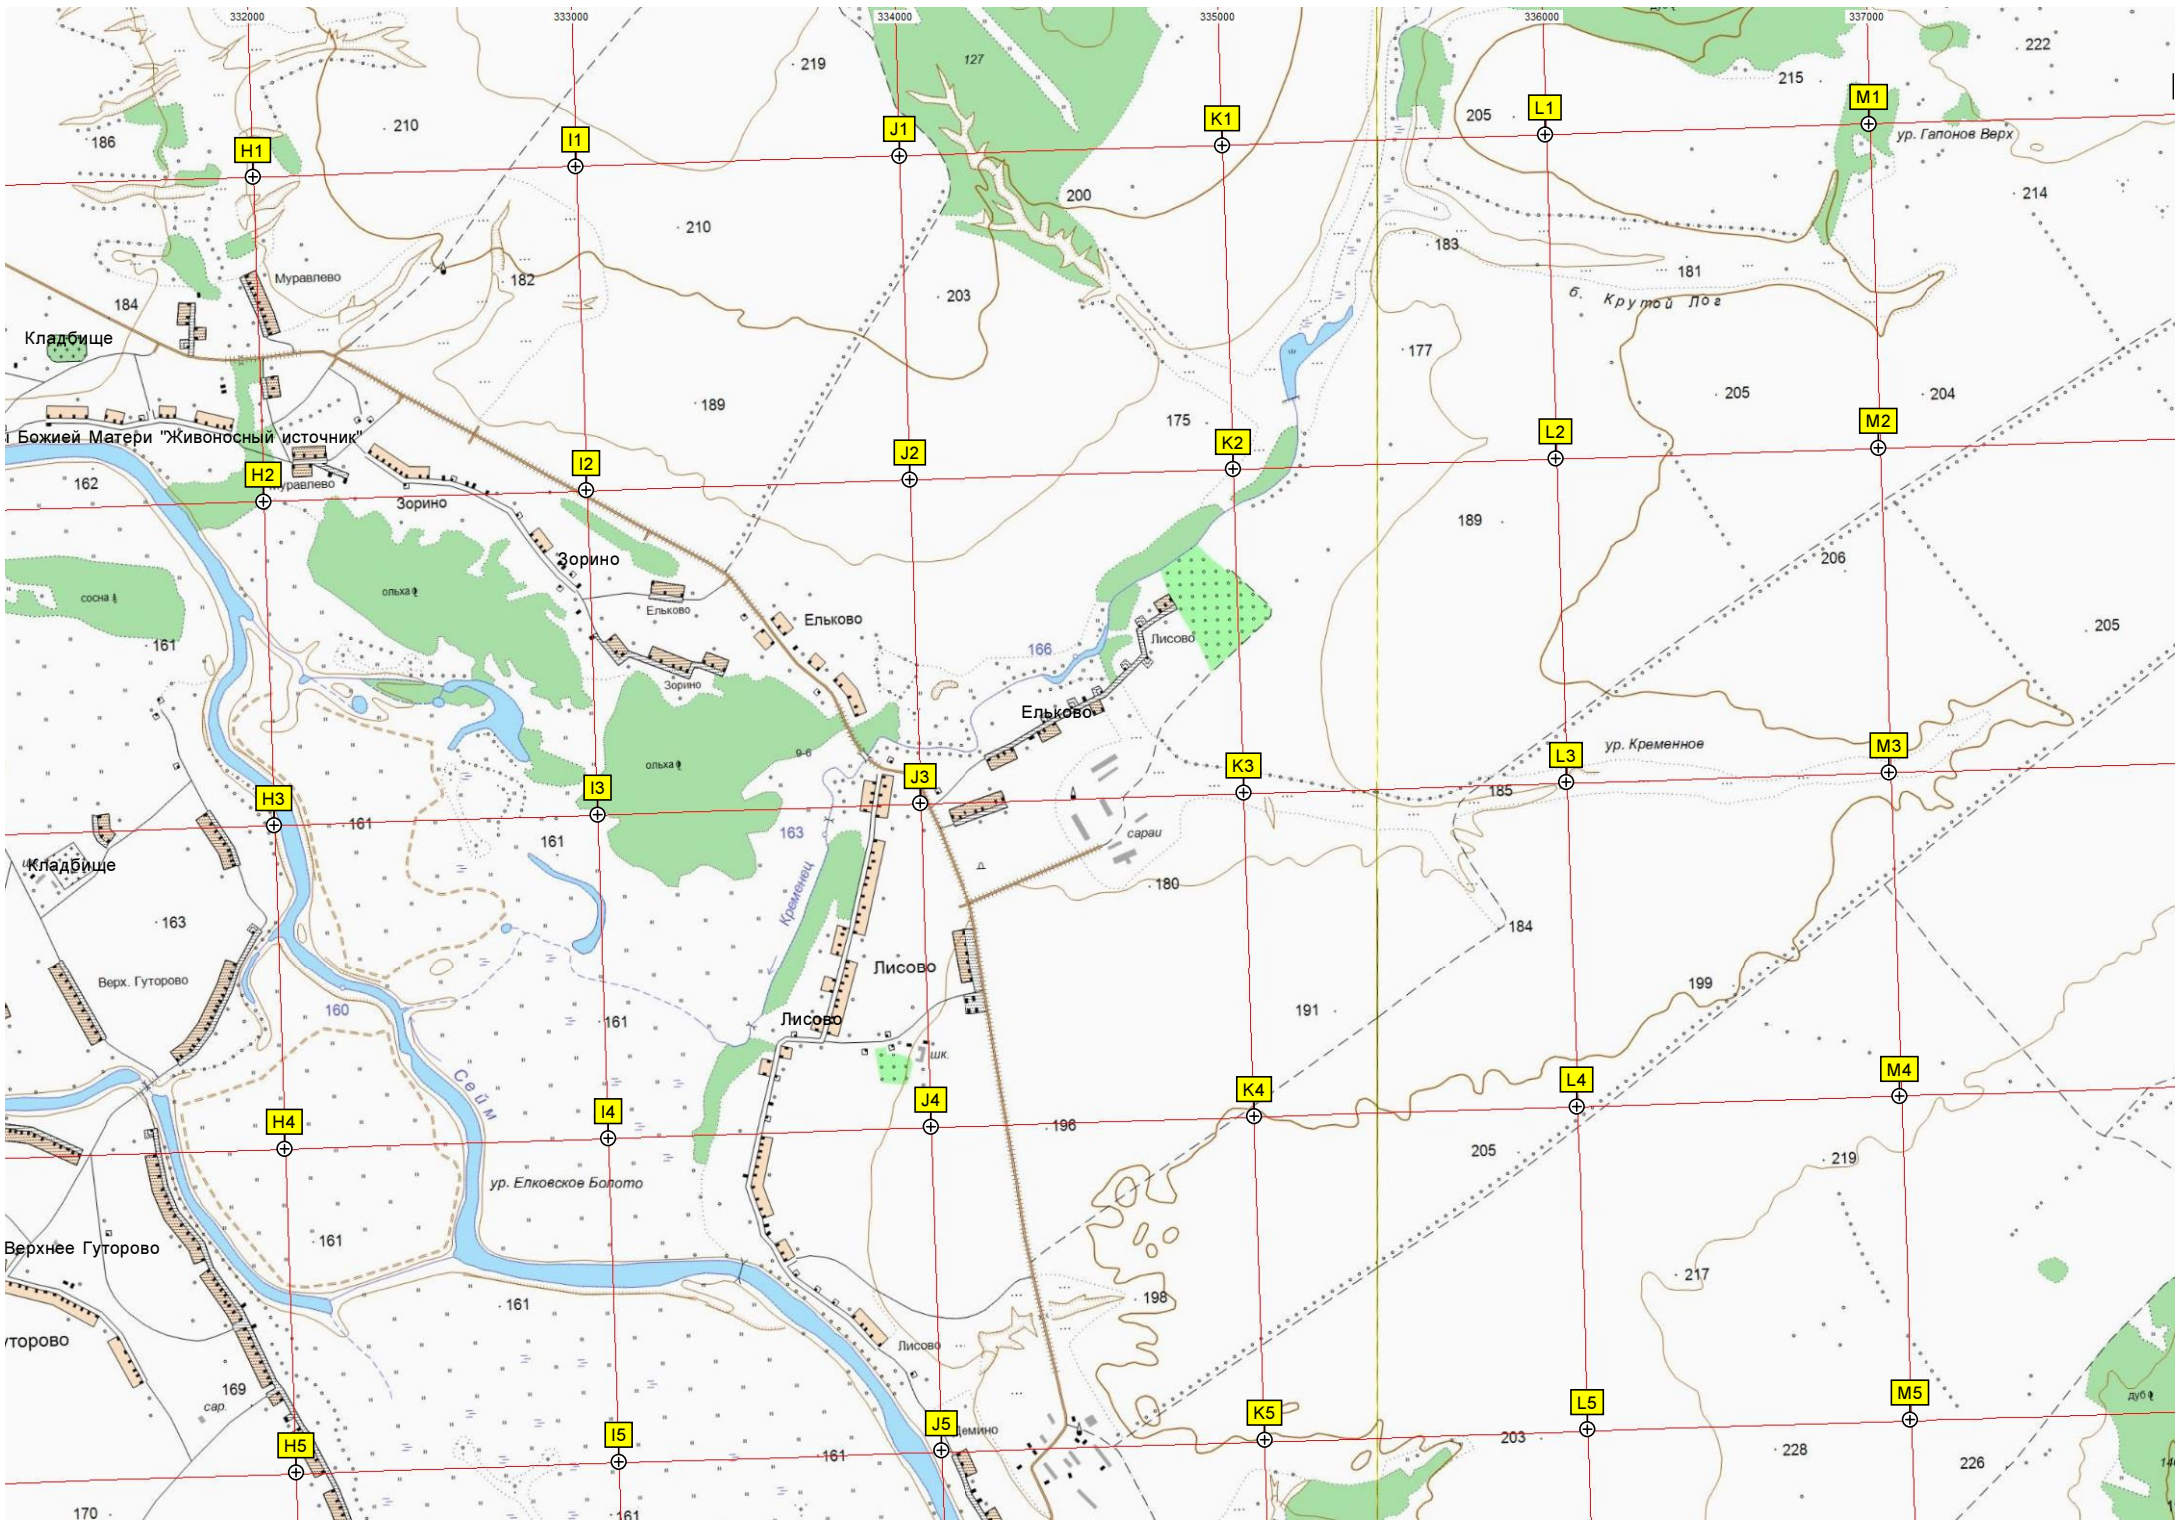 332000 333000 334000 335000 336000 337000
127
219
222
215
205
M1
L1
K1
J1
I1
H1
210
186
ур. Гапонов Верх
200
214
210
183
181
182
203
184
Муравлево
б. Крутой Лог
Кладбище
177
205
204
189
175
M2
L2
K2
J2
I2
H2
Божией Матери "Живоносный источник"
162
Муравлево
Зорино
189
206
Зорино
ольха
сосна
Ельково
Ельково
205
161
166
Лисово
Зорино
Ельково
ур. Кременное
9-6
ольха
M3
L3
K3
J3
I3
H3
185
161
163
161
сараи
Кладбище
180
Кременец
163
184
Лисово
Верх. Гуторово
199
160
161
191
Лисово
шк.
Сейм
M4
L4
K4
J4
I4
H4
196
205
219
ур. Елковское Болото
161
Верхнее Гуторово
217
161
198
уторово
Лисово
169
сар.
дуб
M5
L5
K5
J5
I5
H5
Демино
203
228
226
161
170
161